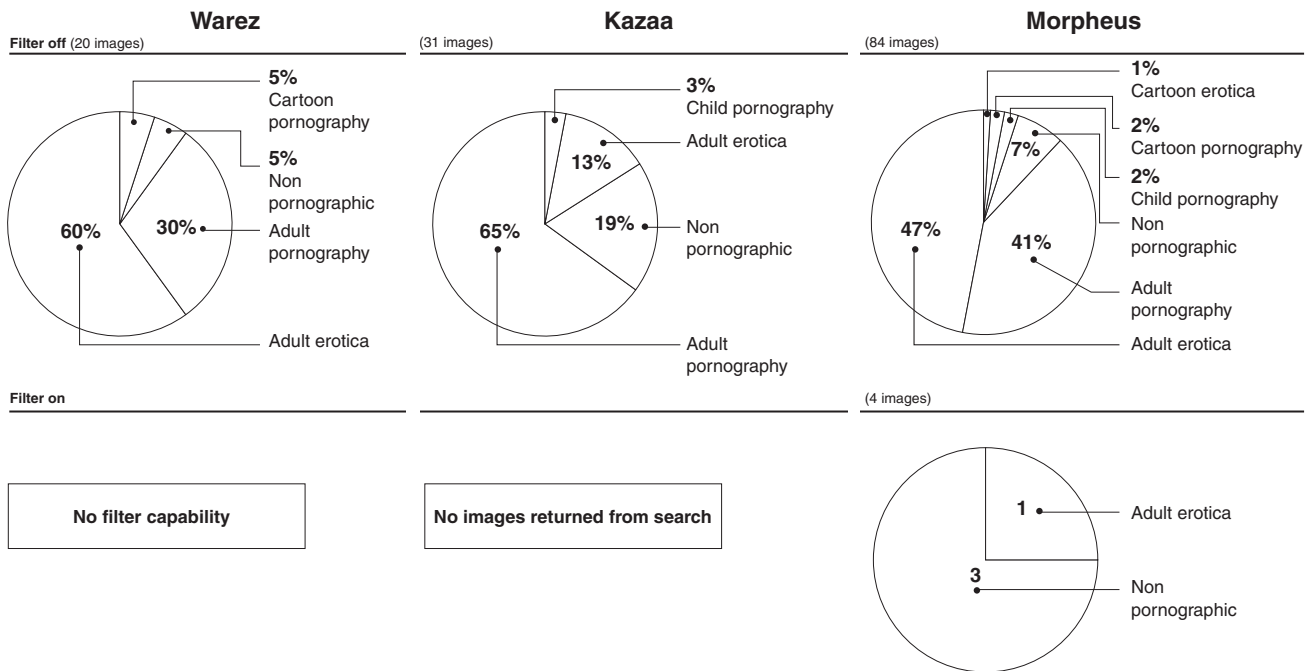 Warez
Filter off (20 images)
5%
Cartoon
pornography
5%
Non
pornographic
60%
30%
Adult
pornography
Adult erotica
Kazaa
(31 images)
3%
Child pornography
Adult erotica
13%
19%
Non
pornographic
65%
Adult
pornography
Morpheus
(84 images)
1%
Cartoon erotica
2%
Cartoon pornography
7%
2%
Child pornography
Non
pornographic
47%
41%
Adult
pornography
Adult erotica
Filter on
No filter capability
No images returned from search
(4 images)
1
Adult erotica
3
Non
pornographic